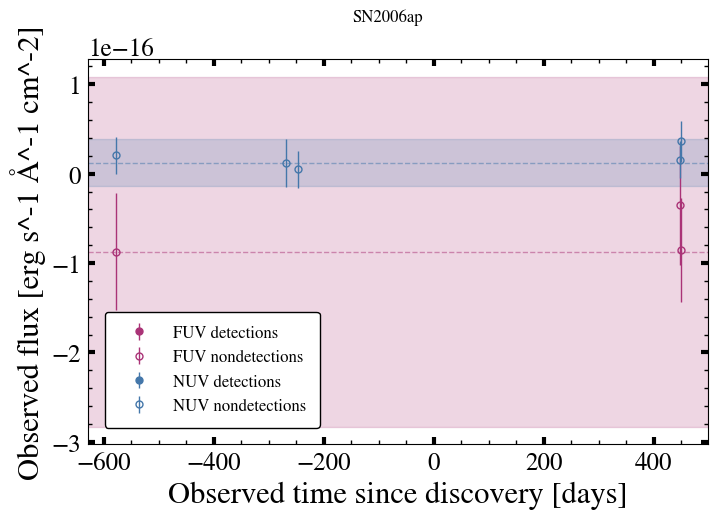 SN2006ap
1e−16
Observed flux [erg s^-1 Å^-1 cm^-2]
1
0
−1
−2
−3
FUV detections
FUV nondetections
NUV detections
NUV nondetections
−600 −400 −200 0 200 400
Observed time since discovery [days]